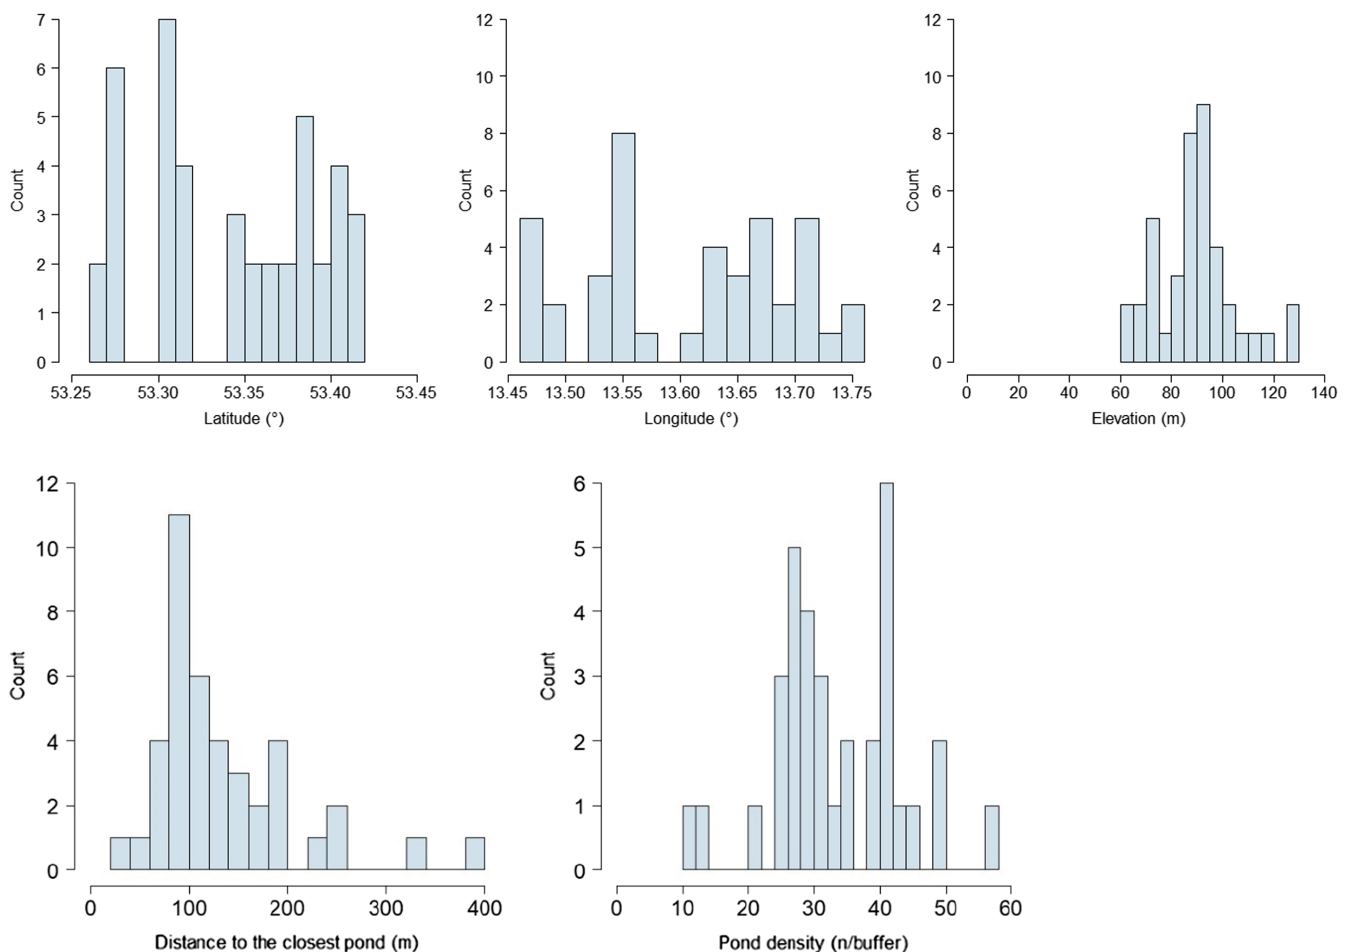 7
6
5
4
3
2
1
0
Count
53.25 53.30 53.35 53.40 53.45
Latitude (°)
12
10
8
6
4
2
0
Count
13.45 13.50 13.55 13.60 13.65 13.70 13.75
Longitude (°)
12
10
8
6
4
2
0
Count
0 20 40 60 80 100 120 140
Elevation (m)
12
10
8
6
4
2
0
Count
0 100 200 300 400
Distance to the closest pond (m)
6
5
4
3
2
1
0
Count
0 10 20 30 40 50 60
Pond density (n/buffer)